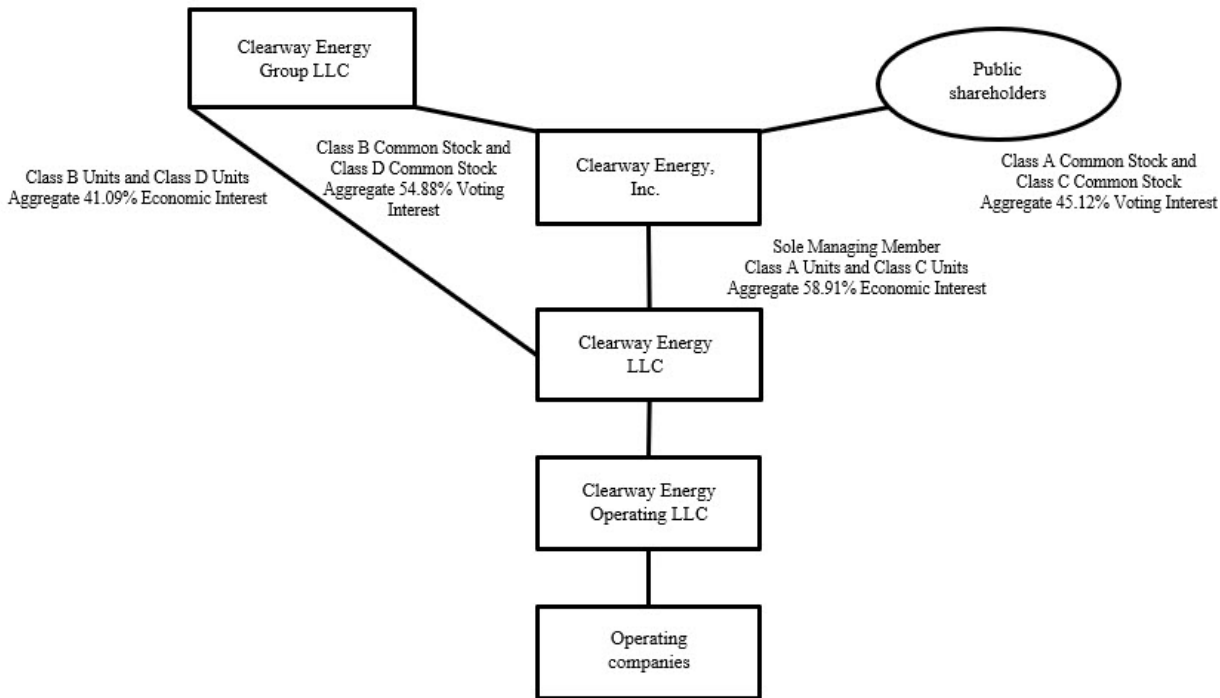 Clearway Energy
Group LLC
Public
shareholders
Class B Units and Class D Units
Aggregate 41.09% Economic Interest
Class B Common Stock and
Class D Common Stock
Aggregate 54.88% Voting
Interest
Clearway Energy,
Inc.
Class A Common Stock and
Class C Common Stock
Aggregate 45.12% Voting Interest
Sole Managing Member
Class A Units and Class C Units
Aggregate 58.91% Economic Interest
Clearway Energy
LLC
Clearway Energy
Operating LLC
Operating
companies